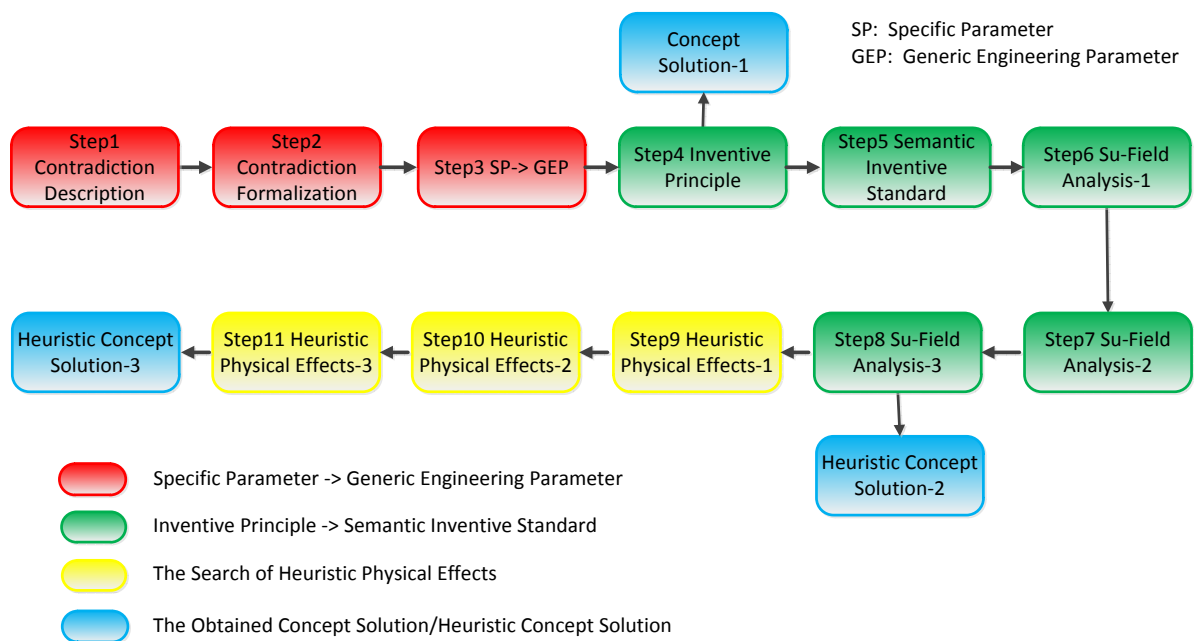 SP: Specific Parameter
GEP: Generic Engineering Parameter
Concept
Solution-1
Step1
Contradiction
Description
Step2
Contradiction
Formalization
Step3 SP-> GEP
Step4 Inventive
Principle
Step5 Semantic
Inventive
Standard
Step6 Su-Field
Analysis-1
Heuristic Concept
Solution-3
Step11 Heuristic
Physical Effects-3
Step10 Heuristic
Physical Effects-2
Step9 Heuristic
Physical Effects-1
Step8 Su-Field
Analysis-3
Step7 Su-Field
Analysis-2
Heuristic Concept
Solution-2
Specific Parameter -> Generic Engineering Parameter
Inventive Principle -> Semantic Inventive Standard
The Search of Heuristic Physical Effects
The Obtained Concept Solution/Heuristic Concept Solution